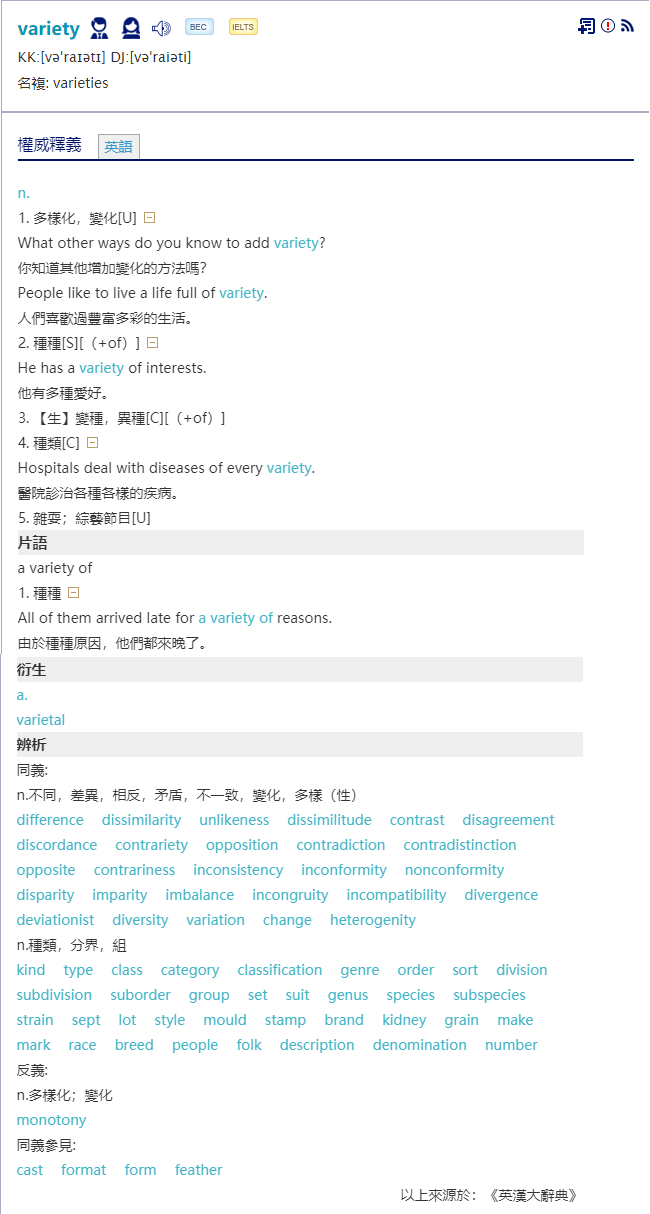 variety BEC IELTS
KK:[vəˈraɪətɪ] DJ:[vəˈraiəti]
名複: varieties
權威釋義 英語
n.
1. 多樣化，變化[U]
What other ways do you know to add variety?
你知道其他增加變化的方法嗎?
People like to live a life full of variety.
人們喜歡過豐富多彩的生活。
2. 種種[S][（+of）]
He has a variety of interests.
他有多種愛好。
3. 【生】變種，異種[C][（+of）]
4. 種類[C]
Hospitals deal with diseases of every variety.
醫院診治各種各樣的疾病。
5. 雜耍；綜藝節目[U]
片語
a variety of
1. 種種
All of them arrived late for a variety of reasons.
由於種種原因，他們都來晚了。
衍生
a.
varietal
辨析
同義:
n.不同，差異，相反，矛盾，不一致，變化，多樣（性）
difference dissimilarity unlikeness dissimilitude contrast disagreement
discordance contrariety opposition contradiction contradistinction
opposite contrariness inconsistency inconformity nonconformity
disparity imparity imbalance incongruity incompatibility divergence
deviationist diversity variation change heterogenity
n.種類，分界，組
kind type class category classification genre order sort division
subdivision suborder group set suit genus species subspecies
strain sept lot style mould stamp brand kidney grain make
mark race breed people folk description denomination number
反義:
n.多樣化；變化
monotony
同義參見:
cast format form feather
以上來源於：《英漢大辭典》